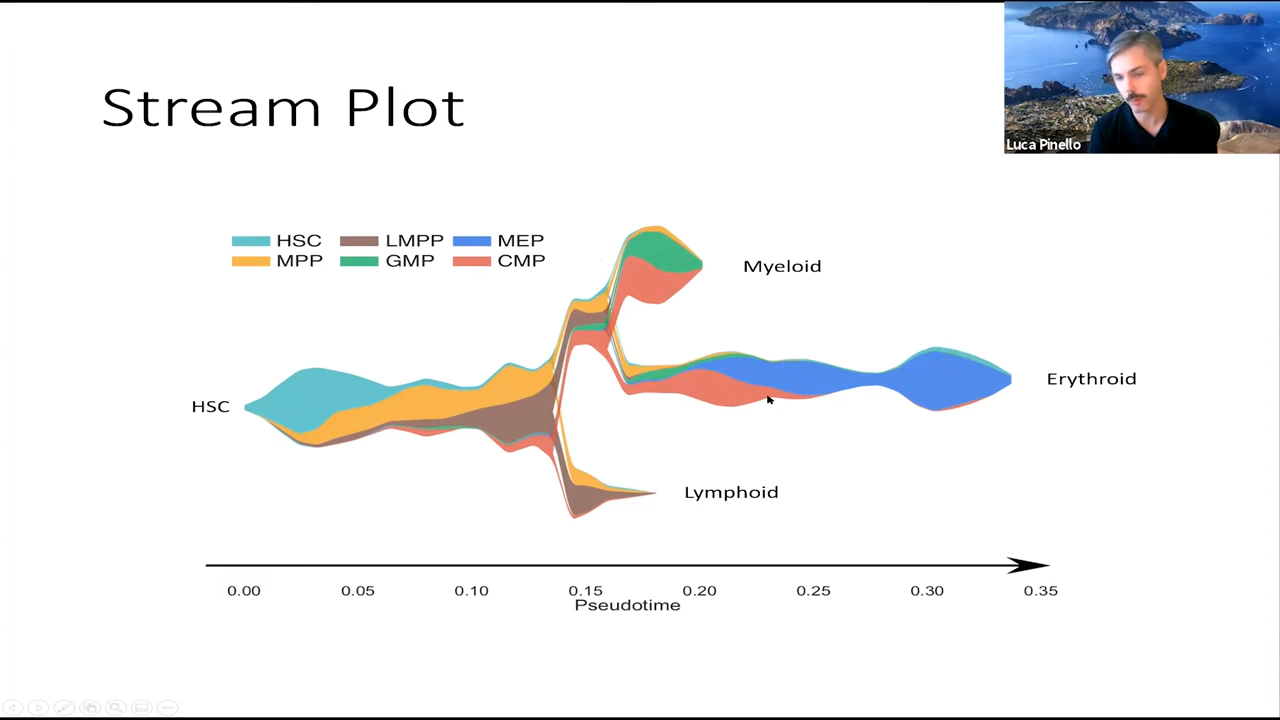 Stream Plot
Luca Pinello
HSC LMPP MEP
MPP GMP CMP
Myeloid
Erythroid
HSC
Lymphoid
0.00 0.05 0.10 0.15 0.20 0.25 0.30 0.35
Pseudotime